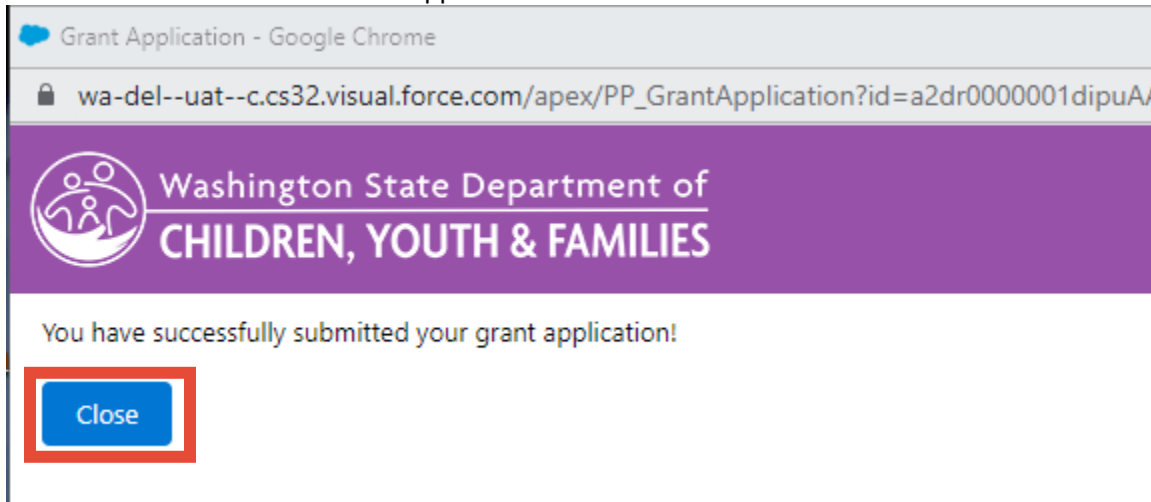 Grant Application - Google Chrome
wa-del--uat--c.cs32.visual.force.com/apex/PP_GrantApplication?id=a2dr0000001dipuAA
Washington State Department of
CHILDREN, YOUTH & FAMILIES
You have successfully submitted your grant application!
Close